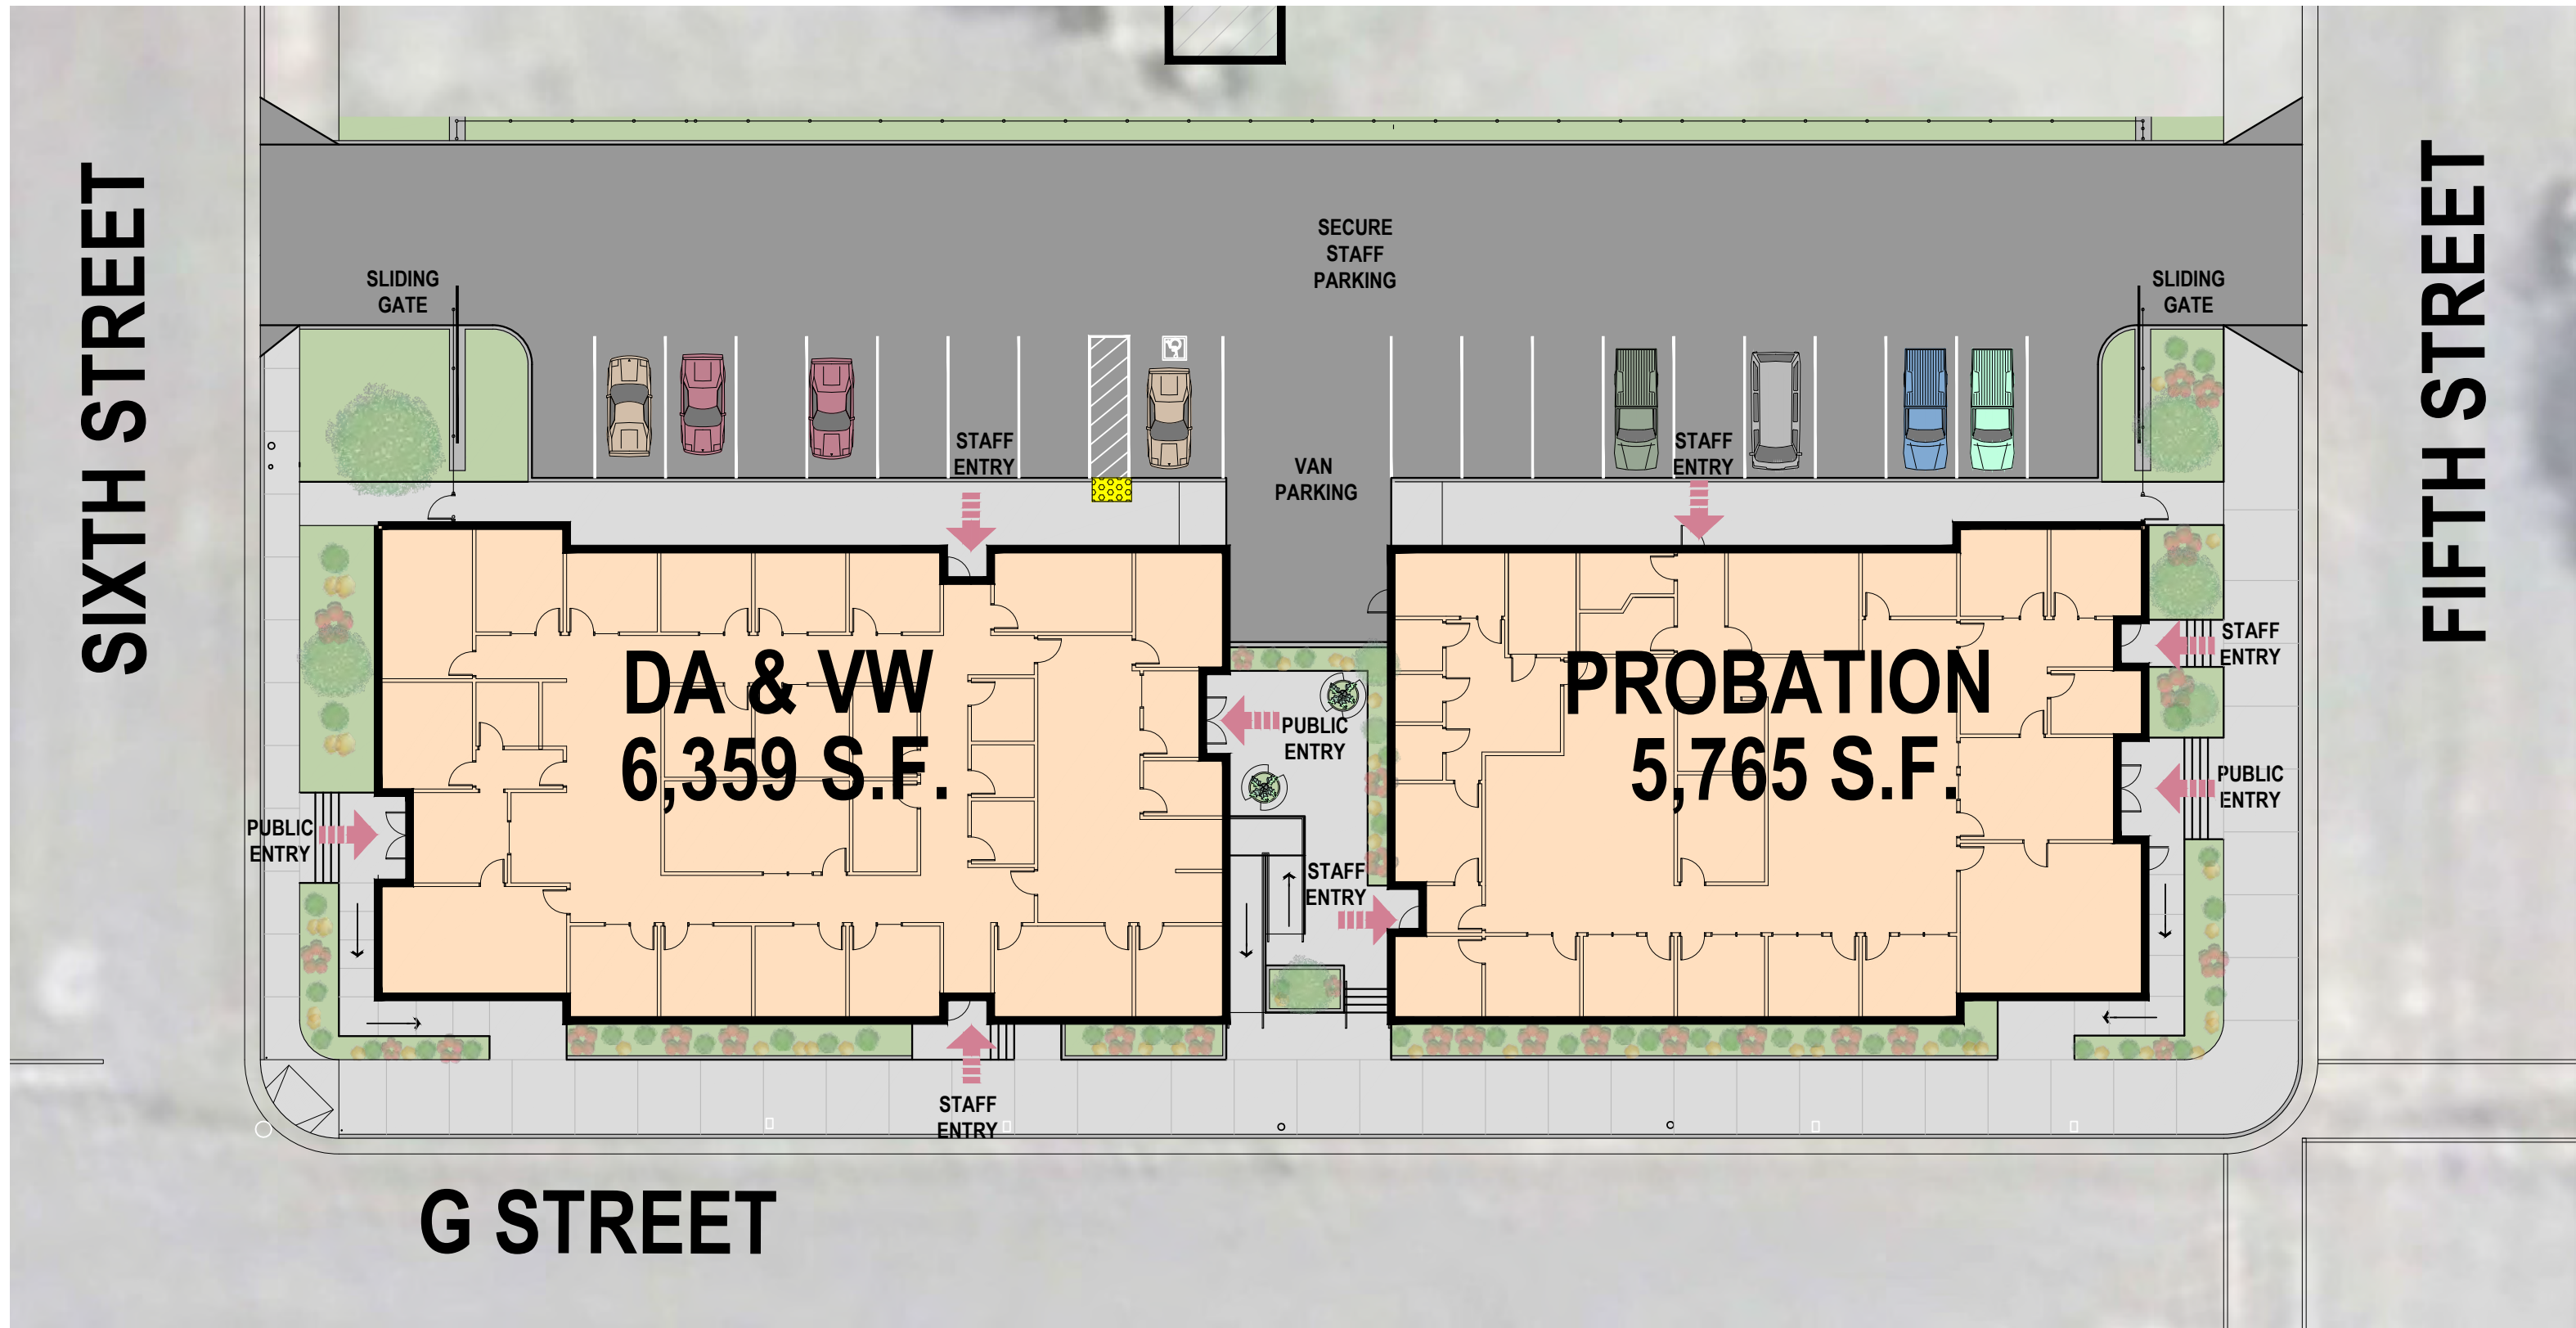 SECURE
STAFF
PARKING
SLIDING
GATE
SLIDING
GATE
SIXTH STREET
FIFTH STREET
STAFF
ENTRY
STAFF
ENTRY
VAN
PARKING
DA & VW
6,359 S.F.
PROBATION
5,765 S.F.
STAFF
ENTRY
PUBLIC
ENTRY
PUBLIC
ENTRY
PUBLIC
ENTRY
STAFF
ENTRY
STAFF
ENTRY
G STREET